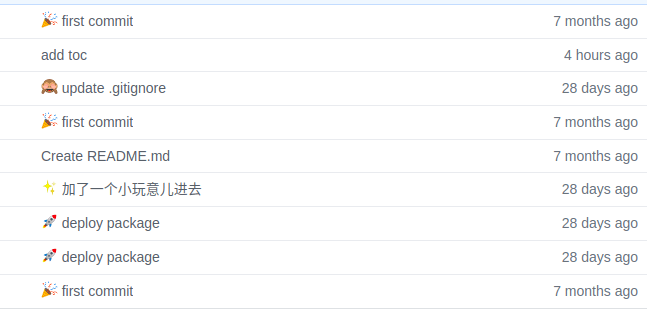 🎉 first commit 7 months ago
add toc 4 hours ago
🙈 update .gitignore 28 days ago
🎉 first commit 7 months ago
Create README.md 7 months ago
✨ 加了一个小玩意儿进去 28 days ago
🚀 deploy package 28 days ago
🚀 deploy package 28 days ago
🎉 first commit 7 months ago